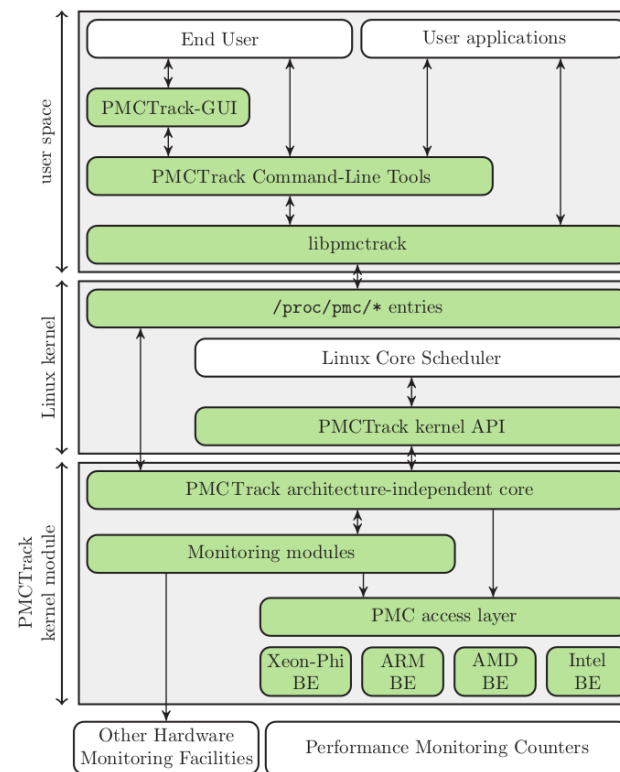 user space
End User
User applications
PMCTrack-GUI
PMCTrack Command-Line Tools
libpmctrack
Linux kernel
/proc/pmc/* entries
Linux Core Scheduler
PMCTrack kernel API
PMCTrack
kernel module
PMCTrack architecture-independent core
Monitoring modules
PMC access layer
Xeon-Phi
BE
ARM
BE
AMD
BE
Intel
BE
Other Hardware
Monitoring Facilities
Performance Monitoring Counters